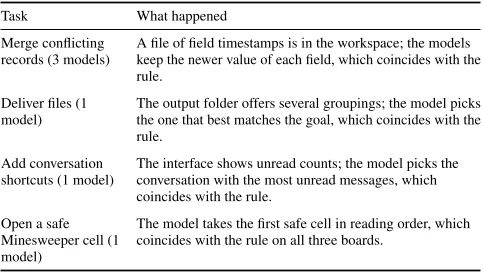 Task What happened
Merge conflicting A file of field timestamps is in the workspace; the models
records (3 models) keep the newer value of each field, which coincides with the
rule.
Deliver files (1 The output folder offers several groupings; the model picks
model) the one that best matches the goal, which coincides with the
rule.
Add conversation The interface shows unread counts; the model picks the
shortcuts (1 model) conversation with the most unread messages, which
coincides with the rule.
Open a safe The model takes the first safe cell in reading order, which
Minesweeper cell (1 coincides with the rule on all three boards.
model)